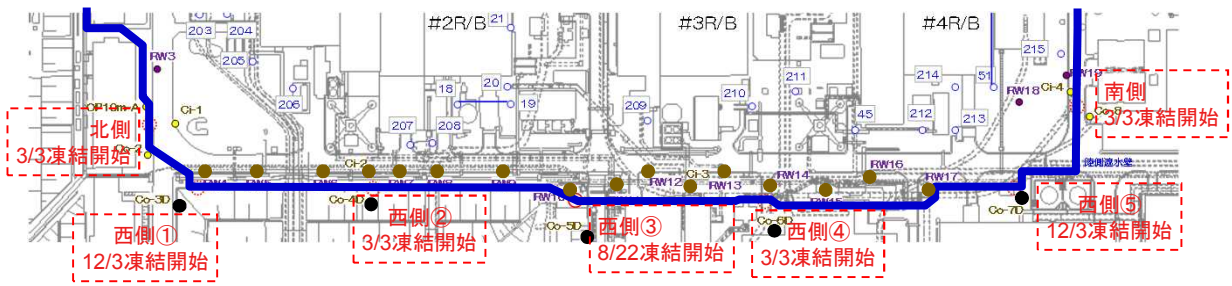 #2R/B
#3R/B
#4R/B
203
204
21
205
206
18
20
19
207
208
209
210
211
45
212
213
214
51
215
RW3
Ci-1
Ci-2
Ci-3
Ci-4
RW12
RW13
RW14
RW16
RW17
RW18
Co-3D
Co-4D
Co-5D
Co-6D
Co-7D
陸側遮水壁
北側
3/3凍結開始
西側①
12/3凍結開始
西側②
3/3凍結開始
西側③
8/22凍結開始
西側④
3/3凍結開始
西側⑤
12/3凍結開始
南側
3/3凍結開始